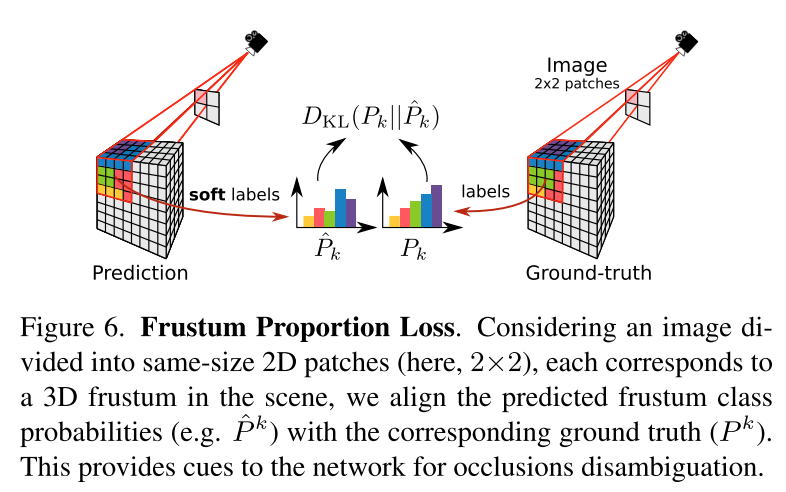 Image
2x2 patches
D_KL(P_k||P̂_k)
soft labels
labels
P̂_k
P_k
Prediction
Ground-truth
Figure 6. Frustum Proportion Loss. Considering an image di-
vided into same-size 2D patches (here, 2×2), each corresponds to
a 3D frustum in the scene, we align the predicted frustum class
probabilities (e.g. P̂^k) with the corresponding ground truth (P^k).
This provides cues to the network for occlusions disambiguation.